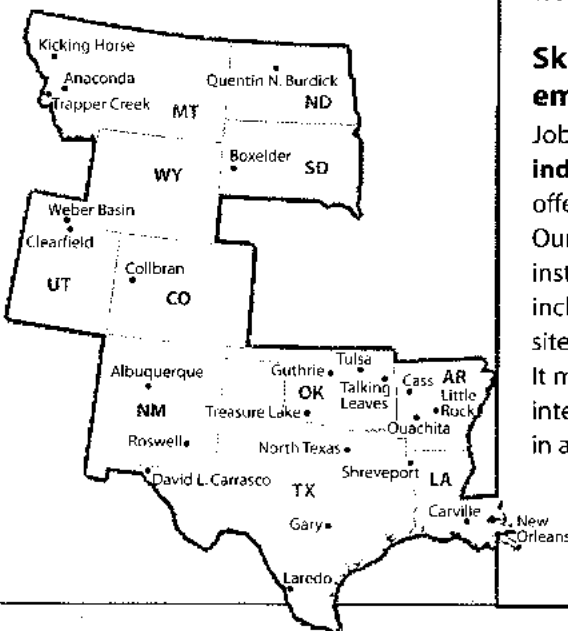 Kicking Horse
Anaconda
Trapper Creek
MT
Quentin N. Burdick
ND
Boxelder
SD
WY
Weber Basin
Clearfield
UT
Collbran
CO
Albuquerque
NM
Roswell
David L. Carrasco
Guthrie
Tulsa
OK
Talking
Leaves
Treasure Lake
Cass
AR
Little
Rock
Ouachita
North Texas
Shreveport
LA
TX
Carville
New
Orleans
Gary
Laredo
Sk
em
Job
ind
offe
Our
inst
incl
site
It m
inte
in a